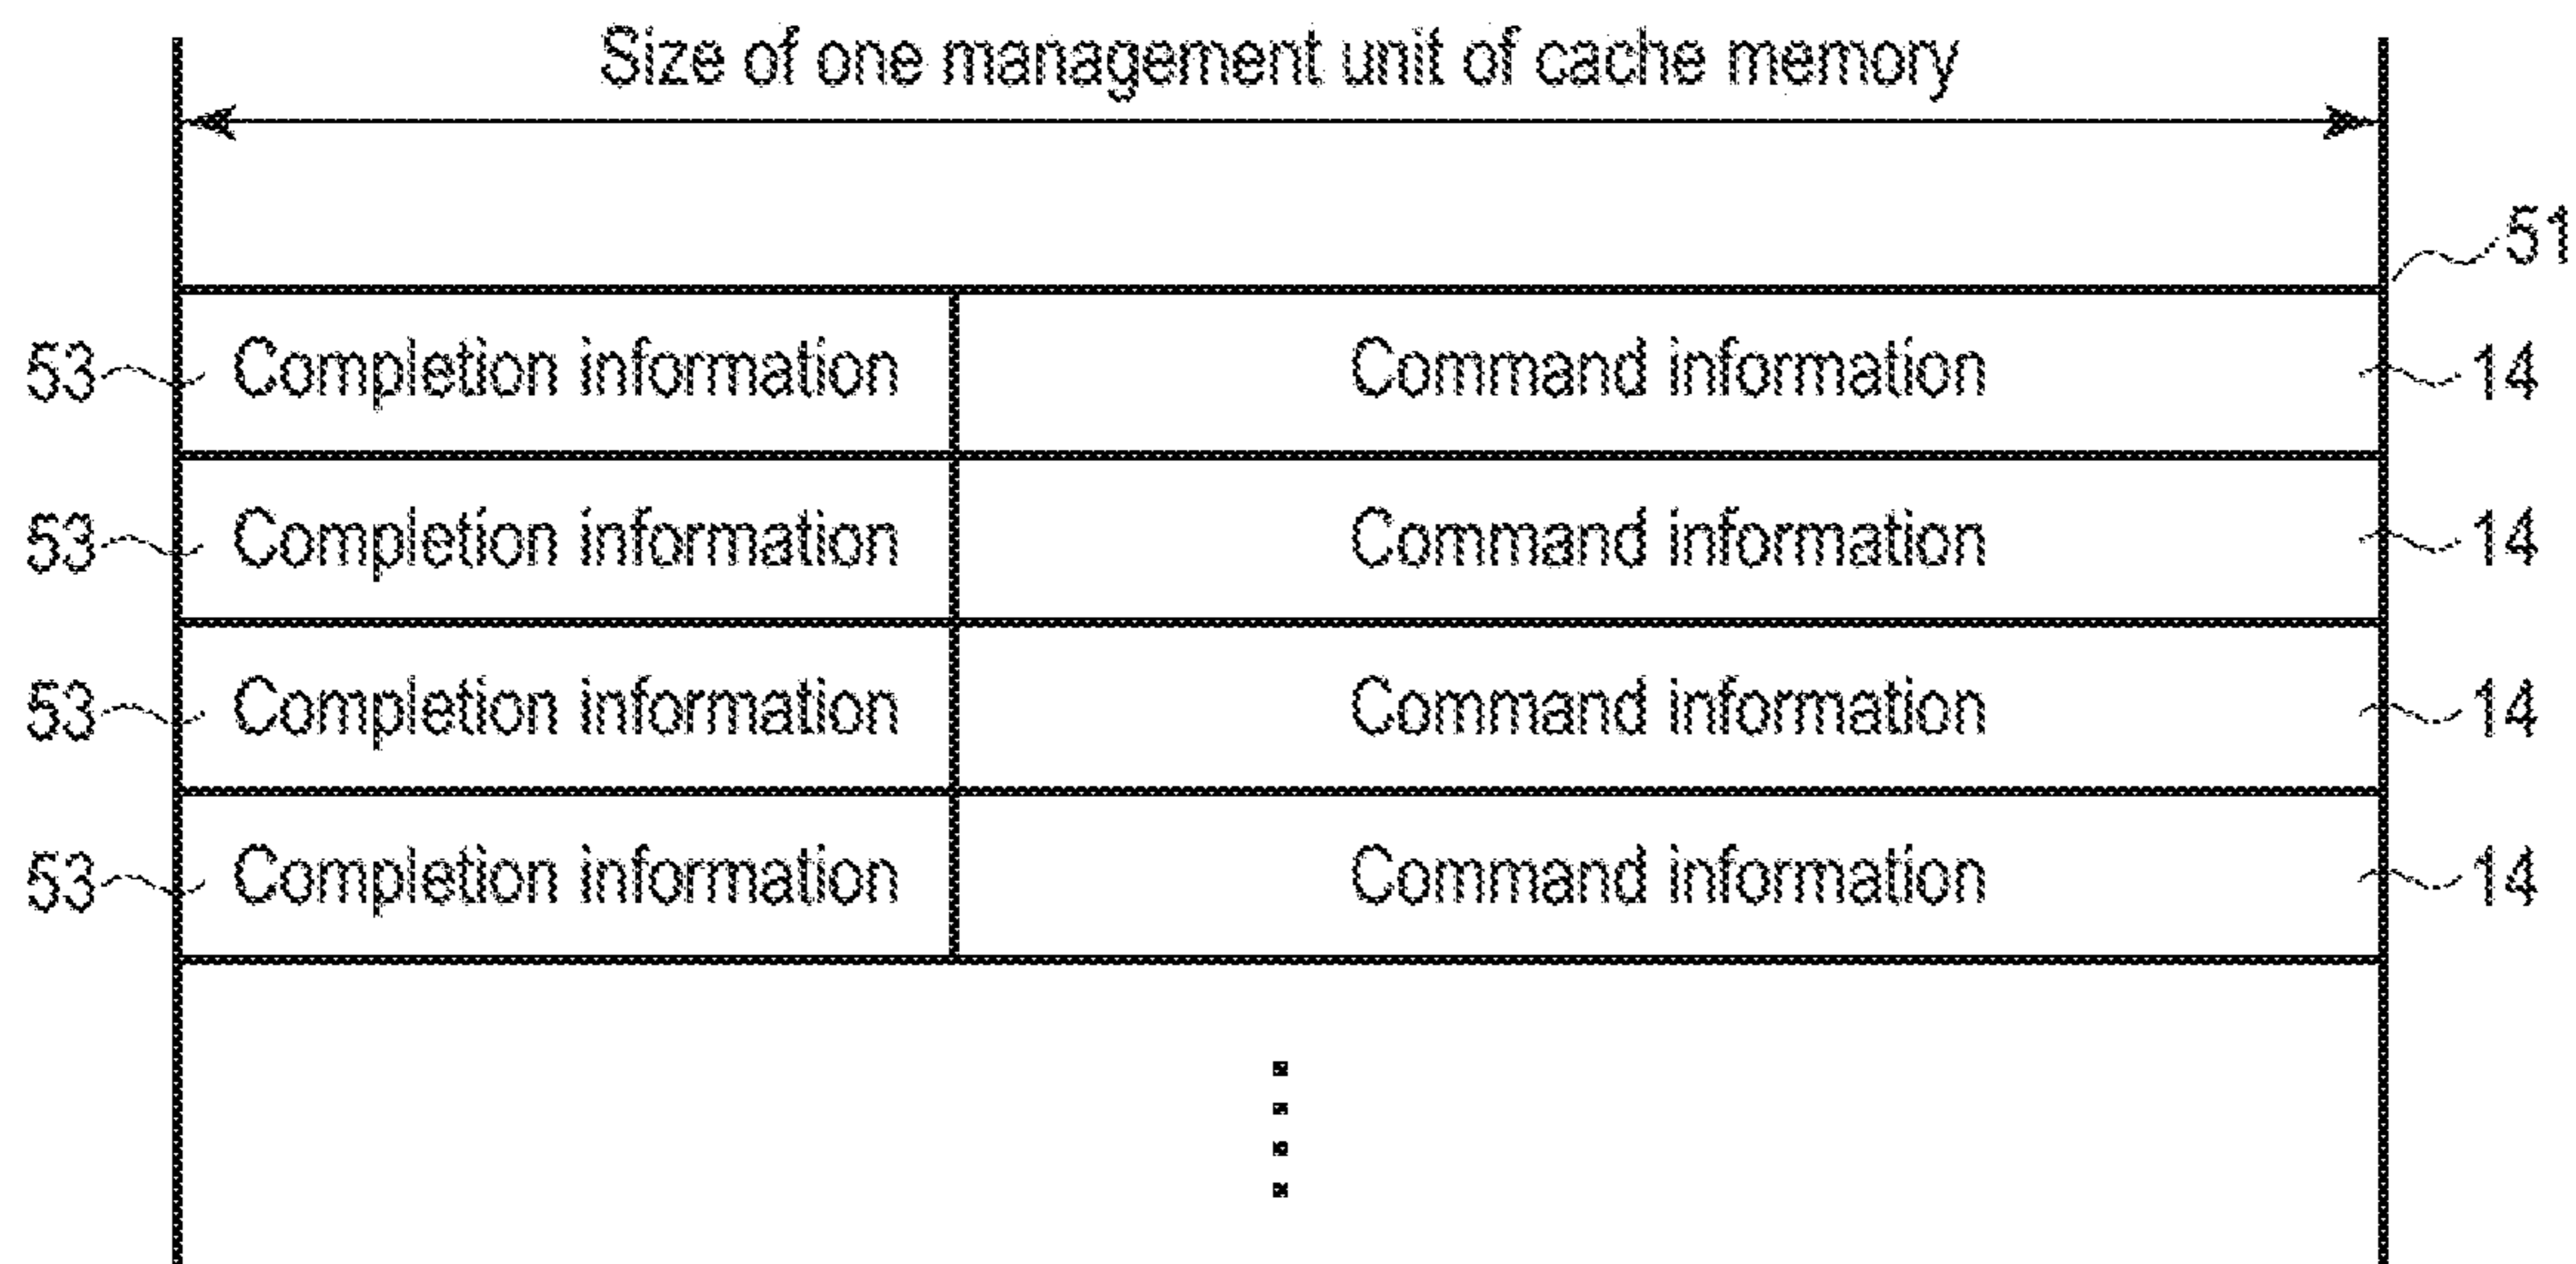 Size of one management unit of cache memory
51
53 Completion information Command information 14
53 Completion information Command information 14
53 Completion information Command information 14
53 Completion information Command information 14